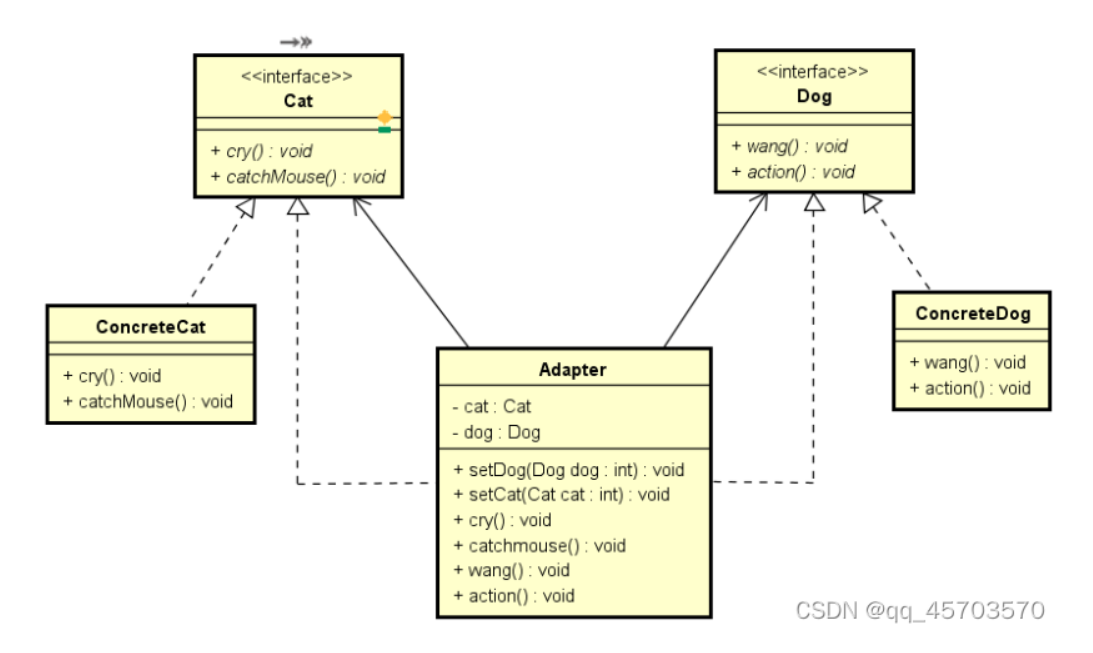 <<interface>>
Cat
+ cry() : void
+ catchMouse() : void
<<interface>>
Dog
+ wang() : void
+ action() : void
ConcreteCat
+ cry() : void
+ catchMouse() : void
ConcreteDog
+ wang() : void
+ action() : void
Adapter
- cat : Cat
- dog : Dog
+ setDog(Dog dog : int) : void
+ setCat(Cat cat : int) : void
+ cry() : void
+ catchmouse() : void
+ wang() : void
+ action() : void
CSDN @qq_45703570